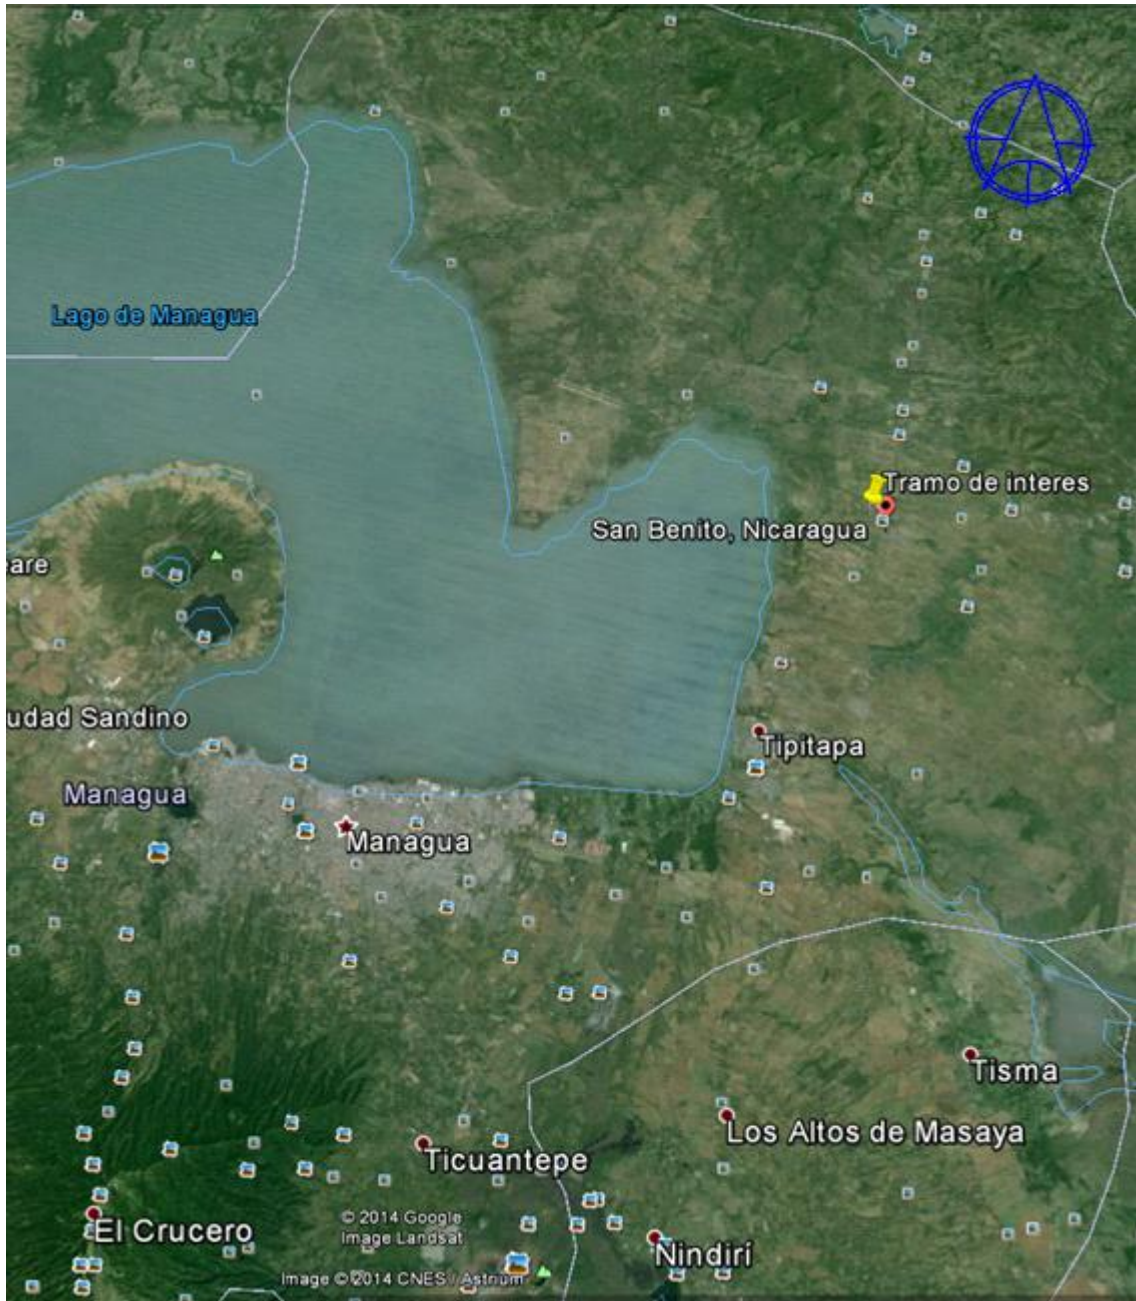 Lago de Managua
Tramo de interes
San Benito, Nicaragua
eare
udad Sandino
Tipitapa
Managua
Managua
Tisma
Los Altos de Masaya
Ticuantepe
El Crucero
© 2014 Google
Image Landsat
Nindirí
Image © 2014 CNES / Astrium